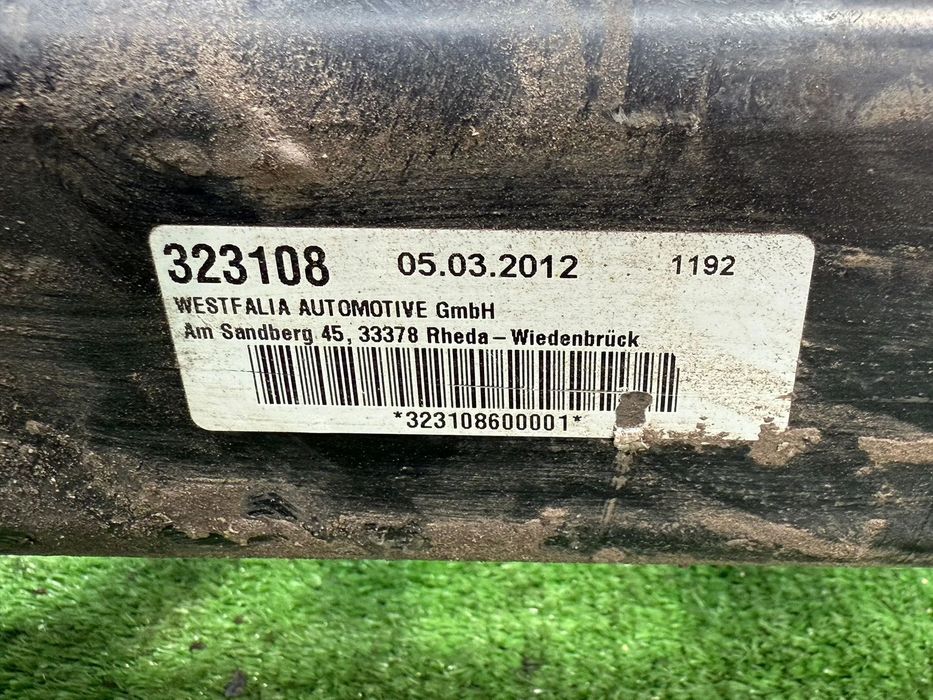 323108 05.03.2012 1192
WESTFALIA AUTOMOTIVE GmbH
Am Sandberg 45, 33378 Rheda – Wiedenbrück
*323108600001*